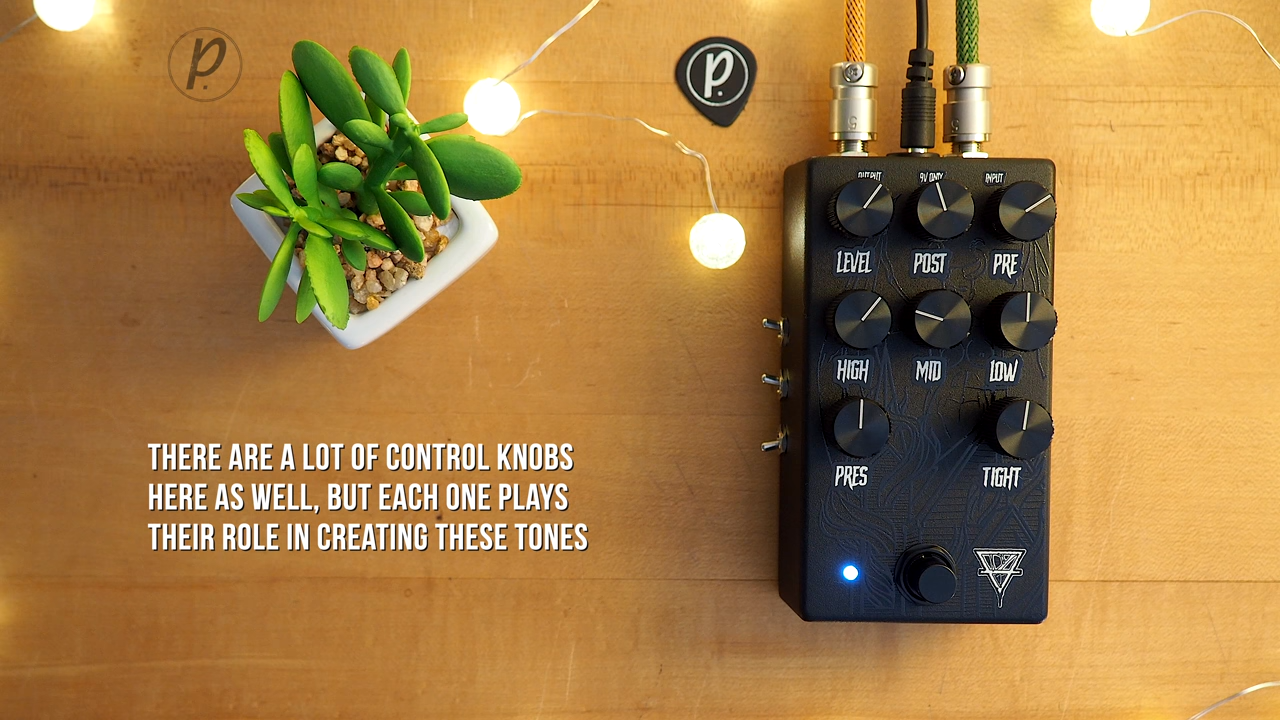 p.
p.
OUTPUT 9V ONLY INPUT
LEVEL POST PRE
HIGH MID LOW
PRES TIGHT
THERE ARE A LOT OF CONTROL KNOBS
HERE AS WELL, BUT EACH ONE PLAYS
THEIR ROLE IN CREATING THESE TONES